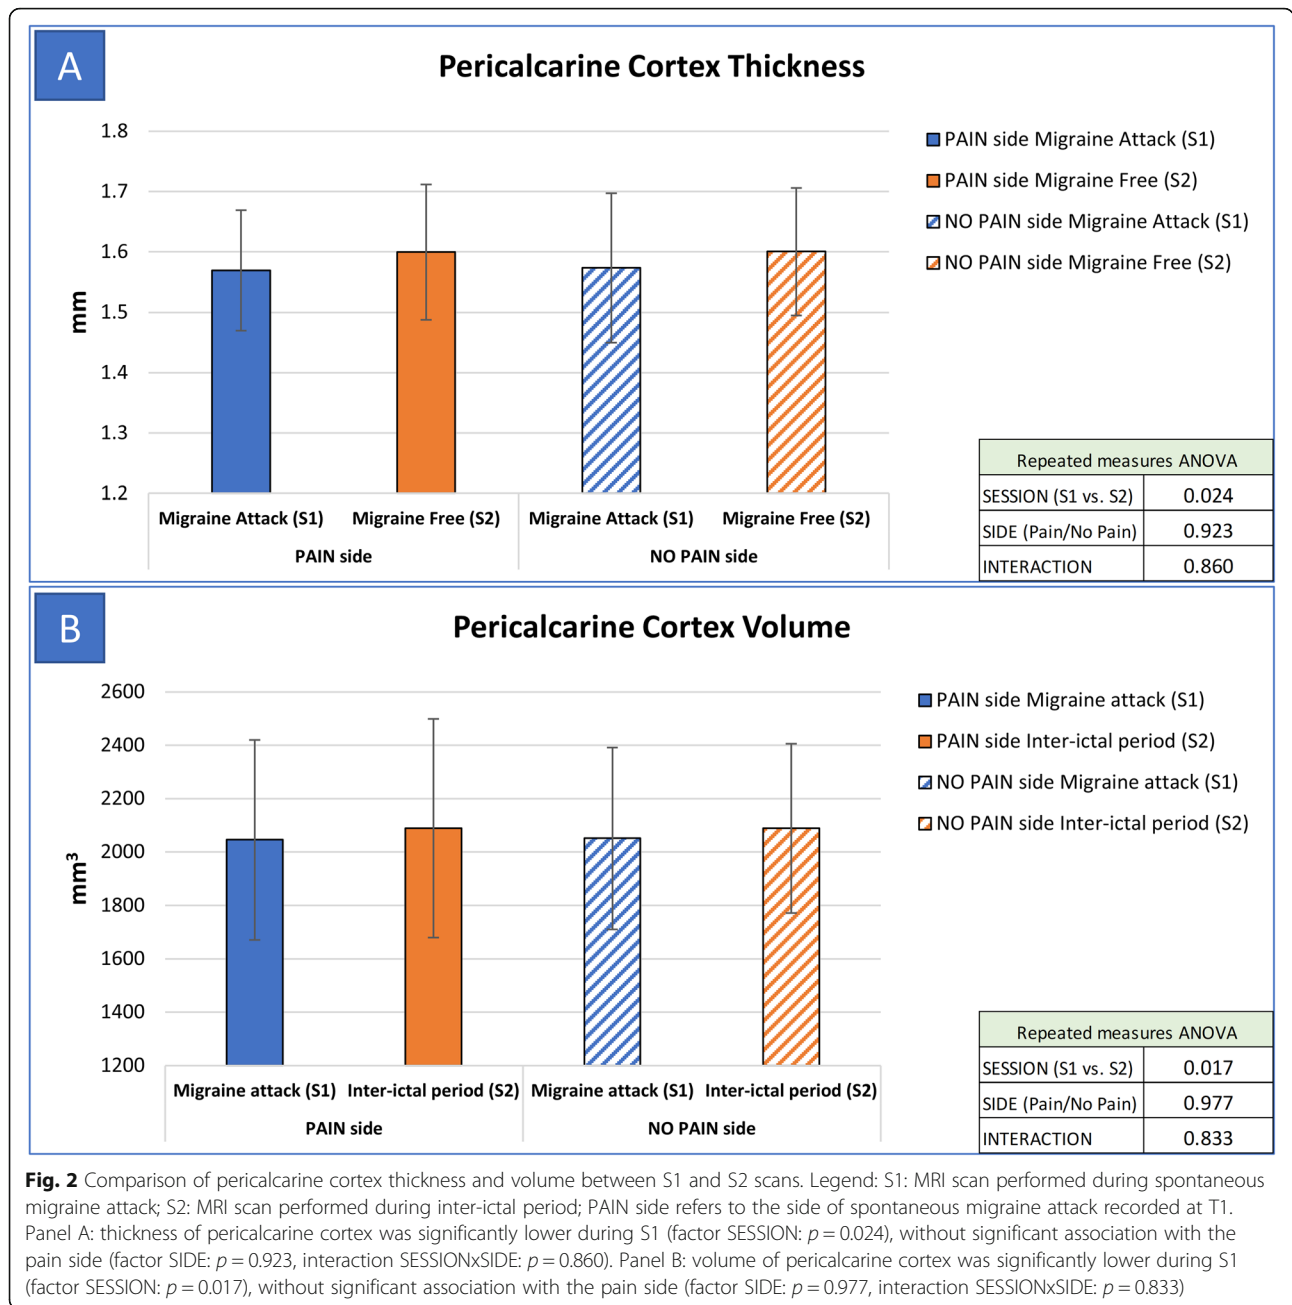 A
Pericalcarine Cortex Thickness
mm
1.8
1.7
1.6
1.5
1.4
1.3
1.2
Migraine Attack (S1)
Migraine Free (S2)
Migraine Attack (S1)
Migraine Free (S2)
PAIN side
NO PAIN side
PAIN side Migraine Attack (S1)
PAIN side Migraine Free (S2)
NO PAIN side Migraine Attack (S1)
NO PAIN side Migraine Free (S2)
Repeated measures ANOVA
SESSION (S1 vs. S2) 0.024
SIDE (Pain/No Pain) 0.923
INTERACTION 0.860
B
Pericalcarine Cortex Volume
mm³
2600
2400
2200
2000
1800
1600
1400
1200
Migraine attack (S1)
Inter-ictal period (S2)
Migraine attack (S1)
Inter-ictal period (S2)
PAIN side
NO PAIN side
PAIN side Migraine attack (S1)
PAIN side Inter-ictal period (S2)
NO PAIN side Migraine attack (S1)
NO PAIN side Inter-ictal period (S2)
Repeated measures ANOVA
SESSION (S1 vs. S2) 0.017
SIDE (Pain/No Pain) 0.977
INTERACTION 0.833
Fig. 2 Comparison of pericalcarine cortex thickness and volume between S1 and S2 scans. Legend: S1: MRI scan performed during spontaneous
migraine attack; S2: MRI scan performed during inter-ictal period; PAIN side refers to the side of spontaneous migraine attack recorded at T1.
Panel A: thickness of pericalcarine cortex was significantly lower during S1 (factor SESSION: p = 0.024), without significant association with the
pain side (factor SIDE: p = 0.923, interaction SESSIONxSIDE: p = 0.860). Panel B: volume of pericalcarine cortex was significantly lower during S1
(factor SESSION: p = 0.017), without significant association with the pain side (factor SIDE: p = 0.977, interaction SESSIONxSIDE: p = 0.833)